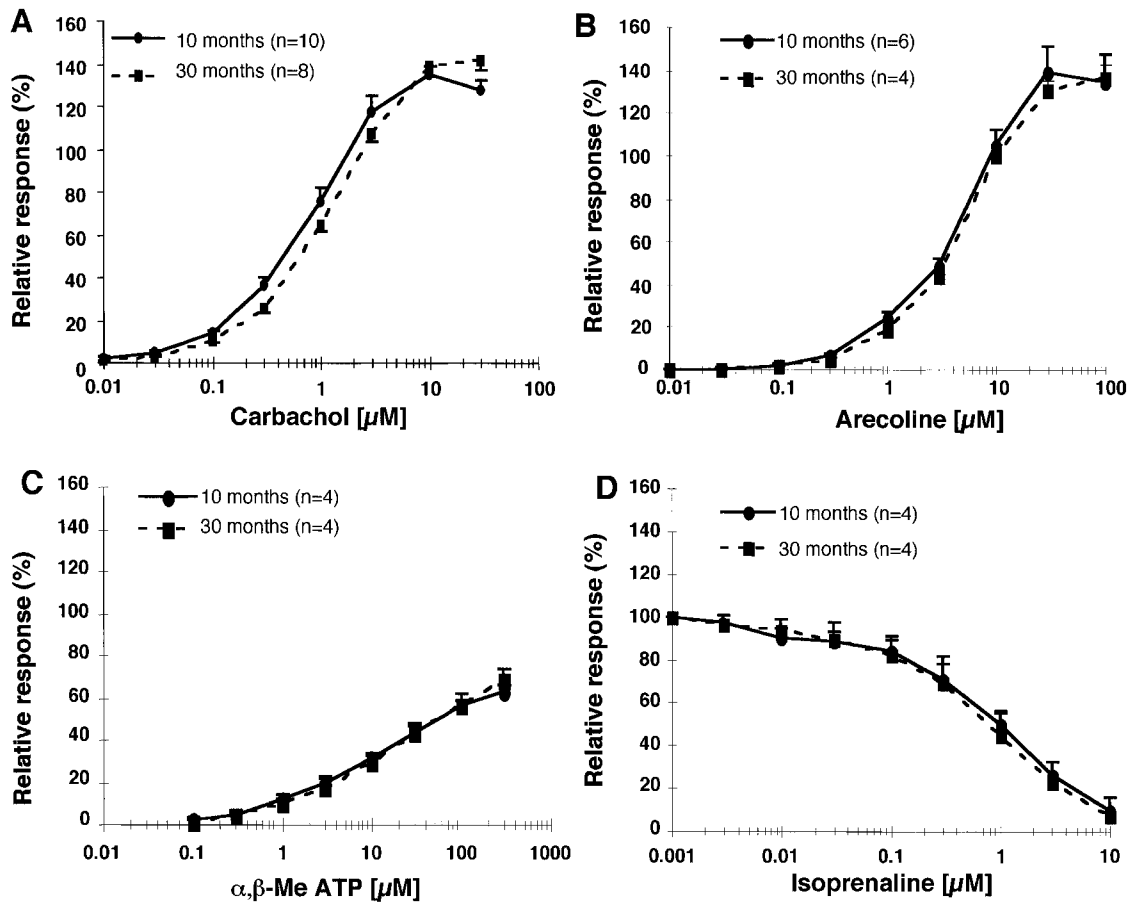 A
160
140
120
100
80
60
40
20
0
Relative response (%)
10 months (n=10)
30 months (n=8)
0.01 0.1 1 10 100
Carbachol [µM]
B
160
140
120
100
80
60
40
20
0
Relative response (%)
10 months (n=6)
30 months (n=4)
0.01 0.1 1 10 100
Arecoline [µM]
C
160
140
120
100
80
60
40
20
0
Relative response (%)
10 months (n=4)
30 months (n=4)
0.01 0.1 1 10 100 1000
α,β-Me ATP [µM]
D
160
140
120
100
80
60
40
20
0
Relative response (%)
10 months (n=4)
30 months (n=4)
0.001 0.01 0.1 1 10
Isoprenaline [µM]